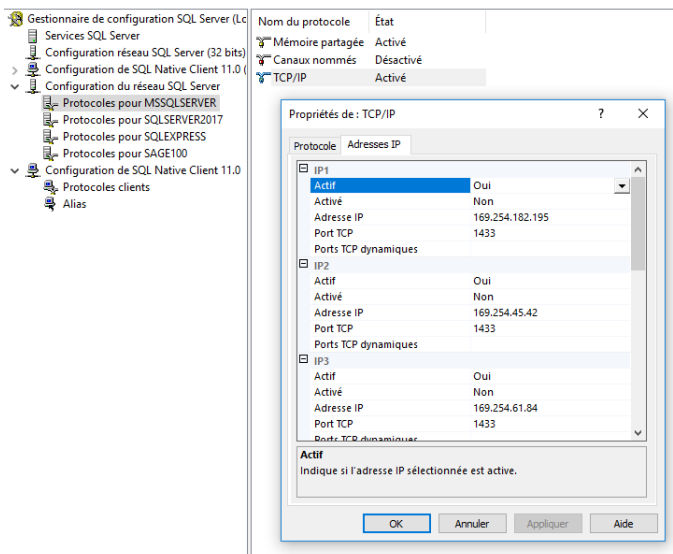 Gestionnaire de configuration SQL Server (Lc
Services SQL Server
Configuration réseau SQL Server (32 bits)
Configuration de SQL Native Client 11.0 (
Configuration du réseau SQL Server
Protocoles pour MSSQLSERVER
Protocoles pour SQLSERVER2017
Protocoles pour SQLEXPRESS
Protocoles pour SAGE100
Configuration de SQL Native Client 11.0
Protocoles clients
Alias
Nom du protocole État
Mémoire partagée Activé
Canaux nommés Désactivé
TCP/IP Activé
Propriétés de : TCP/IP ? ×
Protocole Adresses IP
IP1
Actif Oui
Activé Non
Adresse IP 169.254.182.195
Port TCP 1433
Ports TCP dynamiques
IP2
Actif Oui
Activé Non
Adresse IP 169.254.45.42
Port TCP 1433
Ports TCP dynamiques
IP3
Actif Oui
Activé Non
Adresse IP 169.254.61.84
Port TCP 1433
Ports TCP dynamiques
Actif
Indique si l'adresse IP sélectionnée est active.
OK Annuler Appliquer Aide